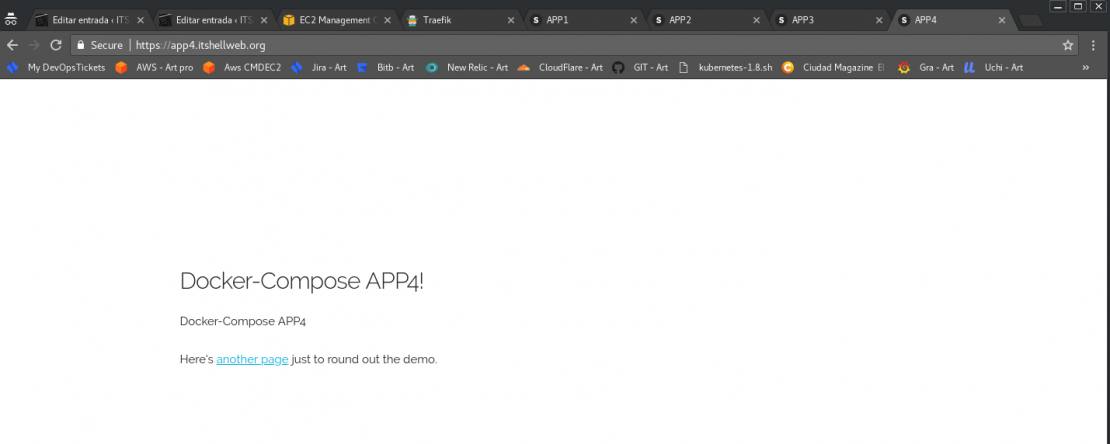 Editar entrada ‹ ITS
Editar entrada ‹ ITS
EC2 Management C
Traefik
APP1
APP2
APP3
APP4
Secure https://app4.itshellweb.org
My DevOpsTickets
AWS - Art pro
Aws CMDEC2
Jira - Art
Bitb - Art
New Relic - Art
CloudFlare - Art
GIT - Art
kubernetes-1.8.sh
Ciudad Magazine El
Gra - Art
Uchi - Art
»
Docker-Compose APP4!
Docker-Compose APP4
Here's another page just to round out the demo.